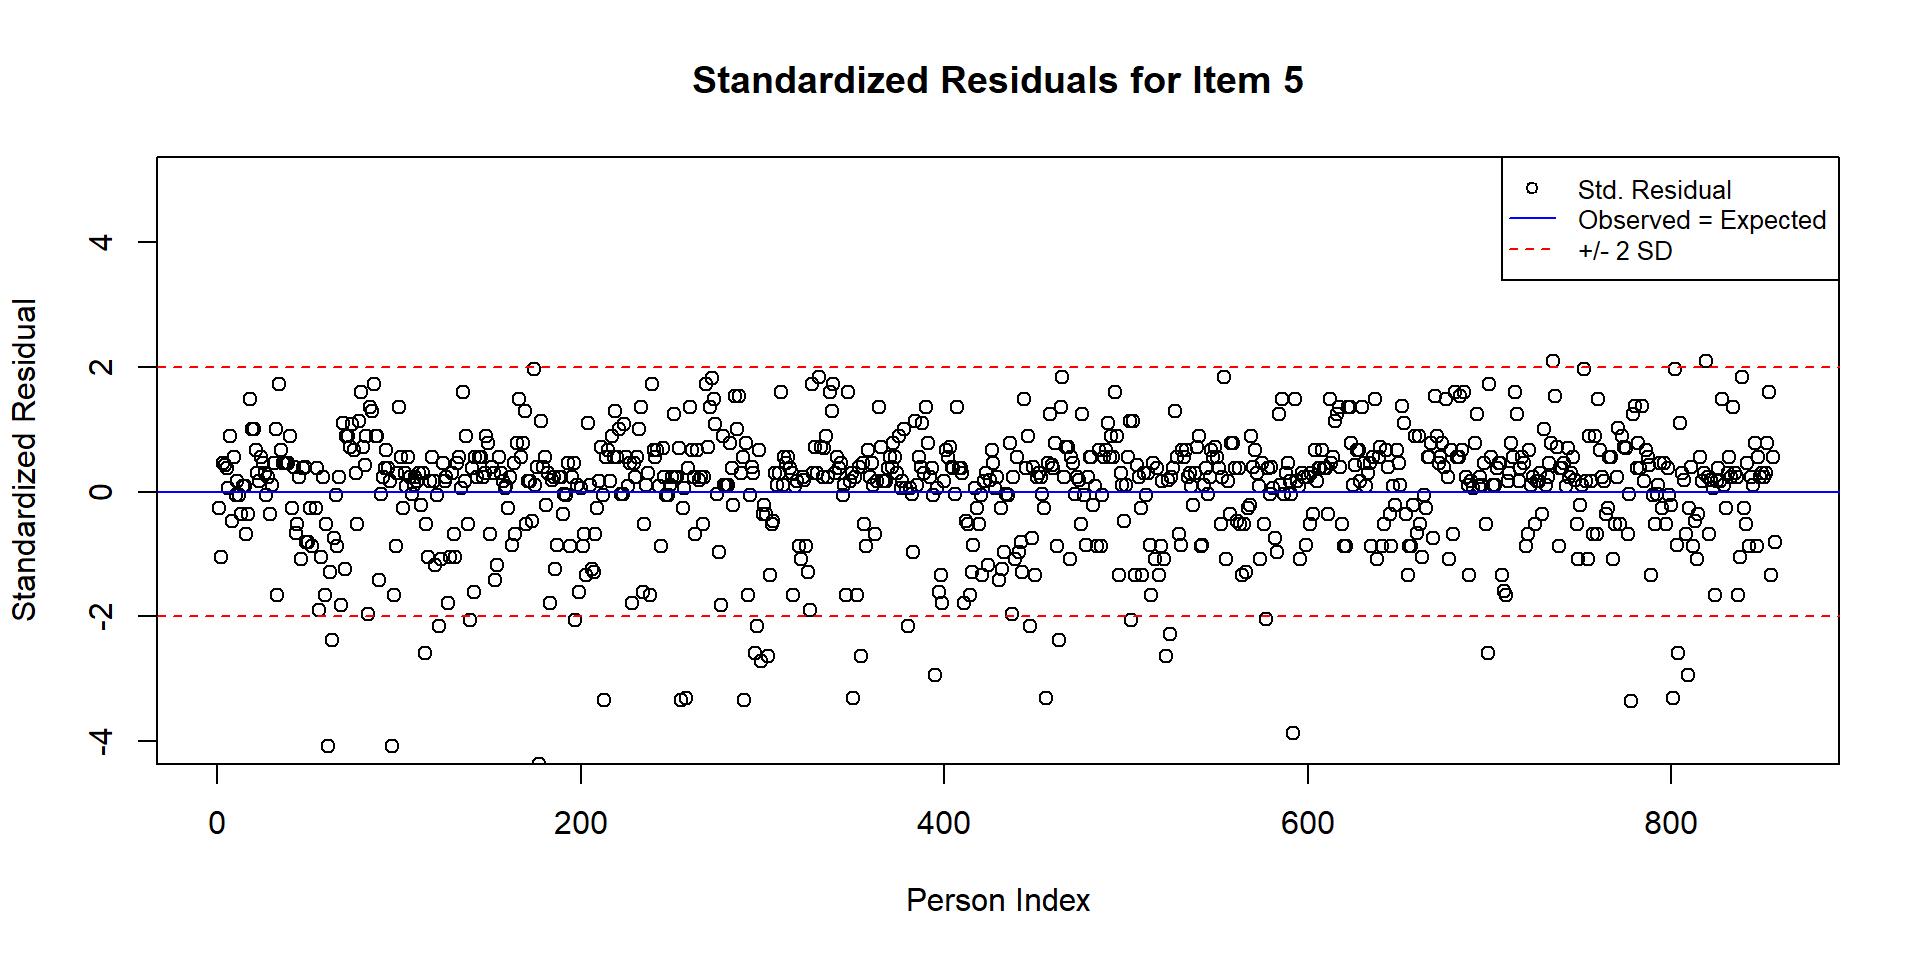 Standardized Residuals for Item 5
Std. Residual
Observed = Expected
+/- 2 SD
Standardized Residual
4
2
0
-2
-4
0 200 400 600 800
Person Index